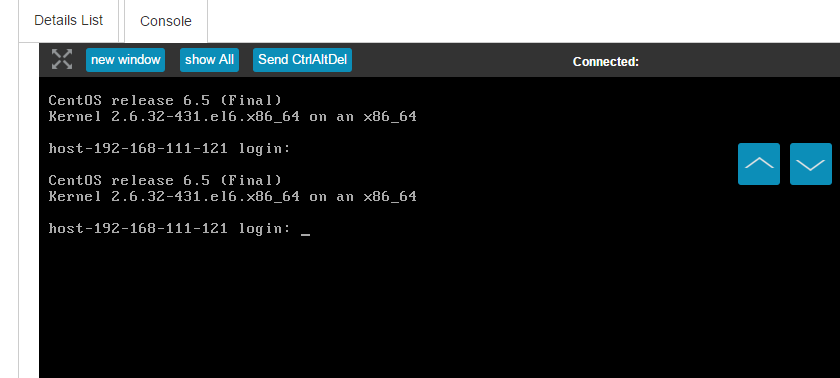 Details List
Console
new window
show All
Send CtrlAltDel
Connected:
CentOS release 6.5 (Final)
Kernel 2.6.32-431.el6.x86_64 on an x86_64
host-192-168-111-121 login:
CentOS release 6.5 (Final)
Kernel 2.6.32-431.el6.x86_64 on an x86_64
host-192-168-111-121 login: _